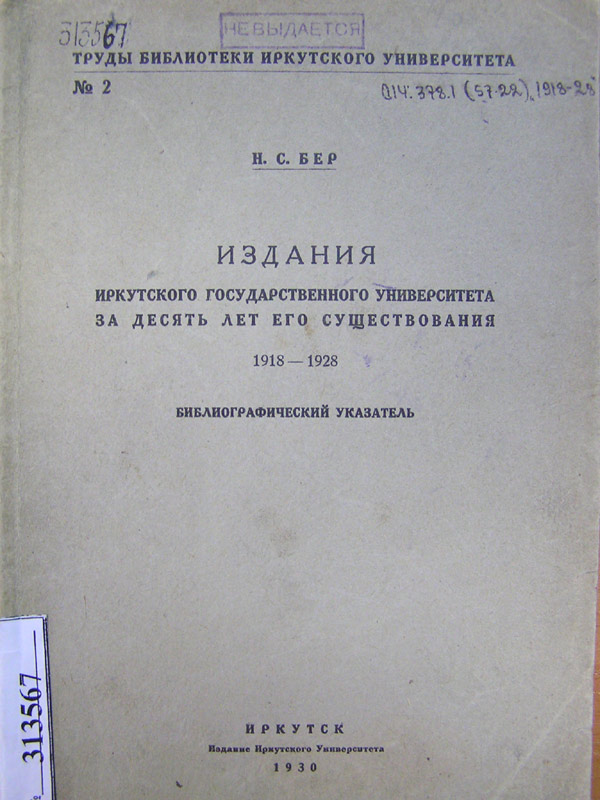 313567
НЕ ВЫДАЕТСЯ
ТРУДЫ БИБЛИОТЕКИ ИРКУТСКОГО УНИВЕРСИТЕТА
№ 2
014.378.1 (57.22), 1918-28
Н. С. БЕР
ИЗДАНИЯ
ИРКУТСКОГО ГОСУДАРСТВЕННОГО УНИВЕРСИТЕТА
ЗА ДЕСЯТЬ ЛЕТ ЕГО СУЩЕСТВОВАНИЯ
1918 — 1928
БИБЛИОГРАФИЧЕСКИЙ УКАЗАТЕЛЬ
313567
ИРКУТСК
Издание Иркутского Университета
1930